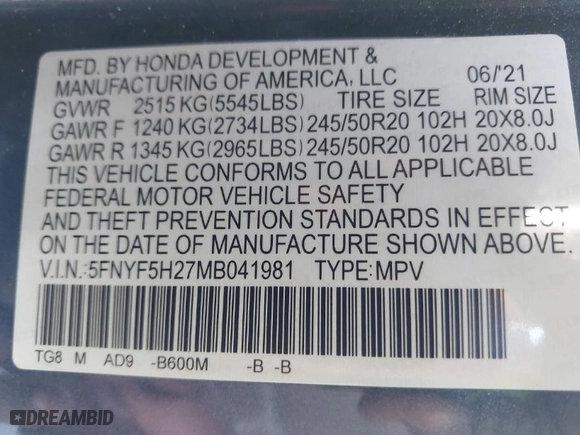 MFD. BY HONDA DEVELOPMENT &
MANUFACTURING OF AMERICA, LLC 06/'21
GVWR 2515 KG(5545LBS) TIRE SIZE RIM SIZE
GAWR F 1240 KG(2734LBS) 245/50R20 102H 20X8.0J
GAWR R 1345 KG(2965LBS) 245/50R20 102H 20X8.0J
THIS VEHICLE CONFORMS TO ALL APPLICABLE
FEDERAL MOTOR VEHICLE SAFETY
AND THEFT PREVENTION STANDARDS IN EFFECT
ON THE DATE OF MANUFACTURE SHOWN ABOVE.
V.I.N.:5FNYF5H27MB041981 TYPE:MPV
TG8 M AD9 -B600M -B -B
DREAMBID